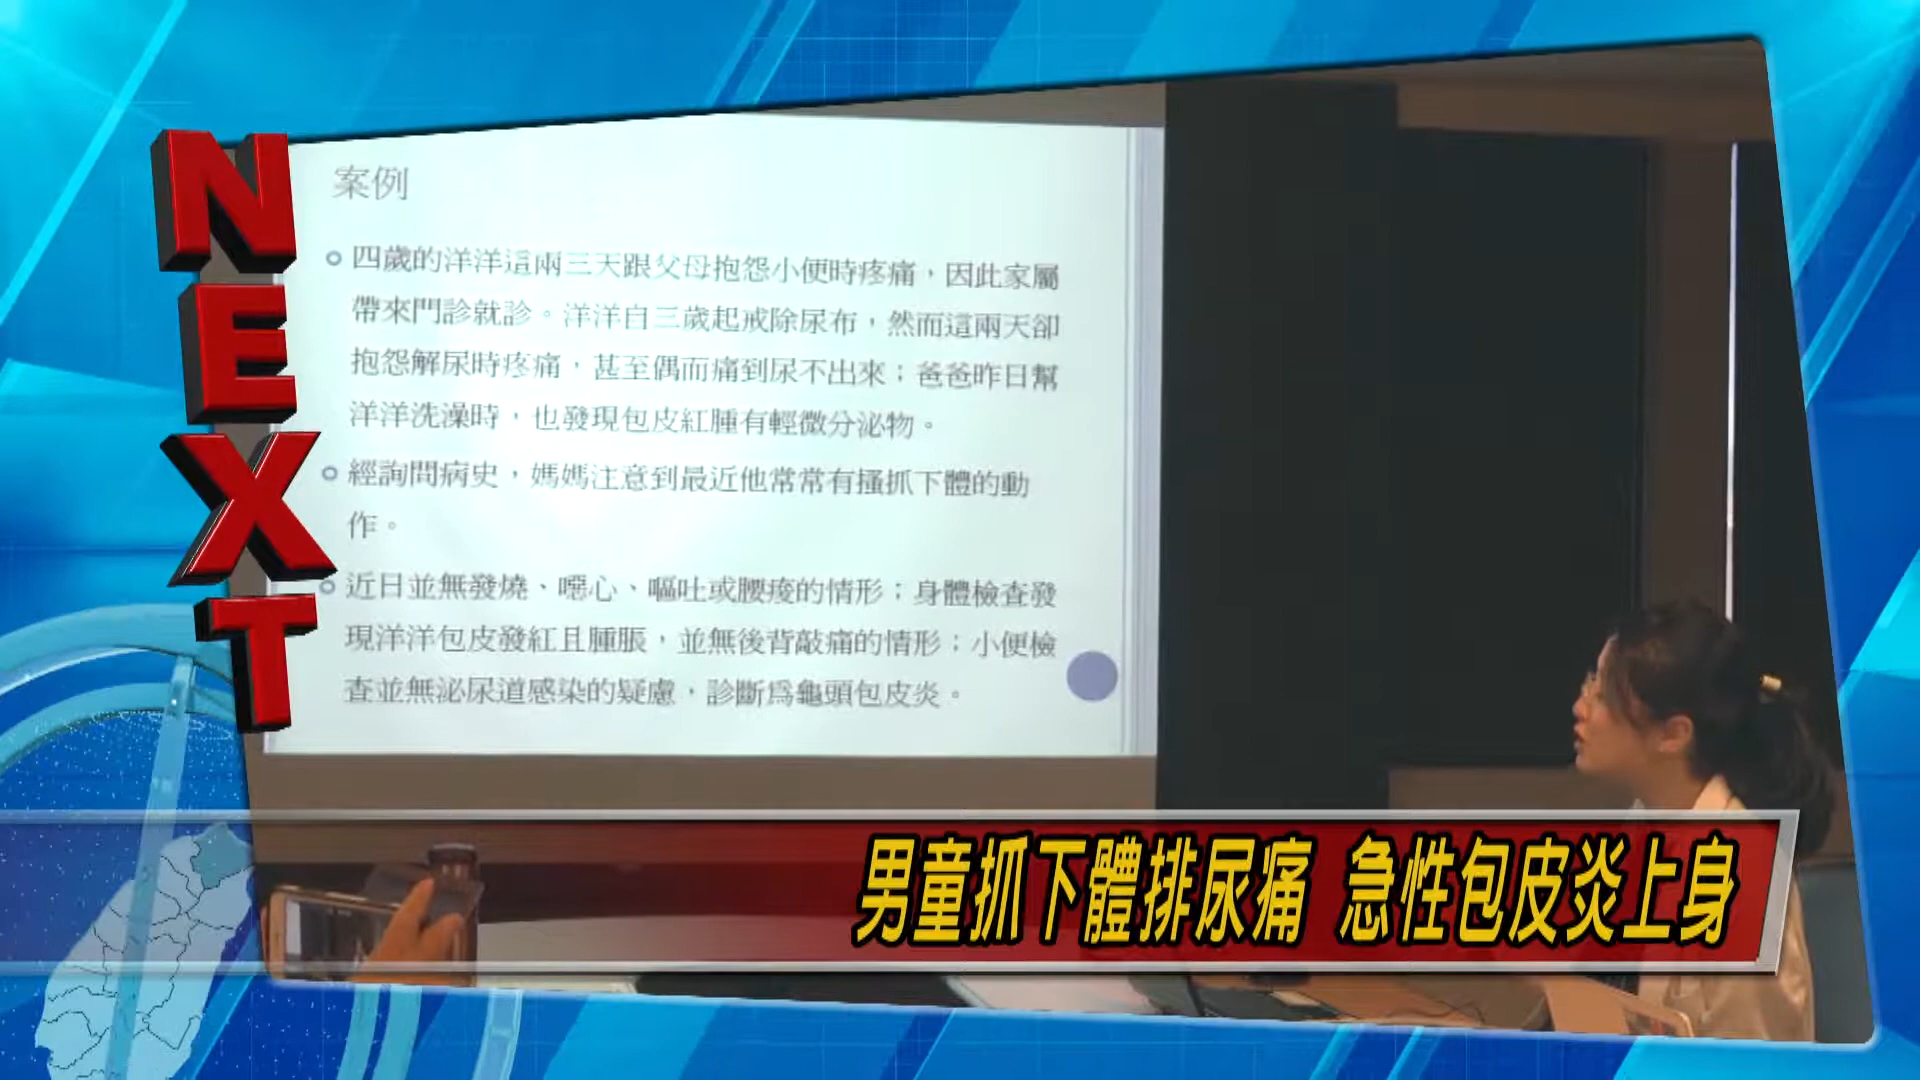 NEXT
案例
四歲的洋洋這兩三天跟父母抱怨小便時疼痛，因此家屬
帶來門診就診。洋洋自三歲起戒除尿布，然而這兩天卻
抱怨解尿時疼痛，甚至偶而痛到尿不出來；爸爸昨日幫
洋洋洗澡時，也發現包皮紅腫有輕微分泌物。
經詢問病史，媽媽注意到最近他常常有搔抓下體的動
作。
近日並無發燒、噁心、嘔吐或腰痠的情形；身體檢查發
現洋洋包皮發紅且腫脹，並無後背敲痛的情形；小便檢
查並無泌尿道感染的疑慮，診斷為龜頭包皮炎。
男童抓下體排尿痛 急性包皮炎上身